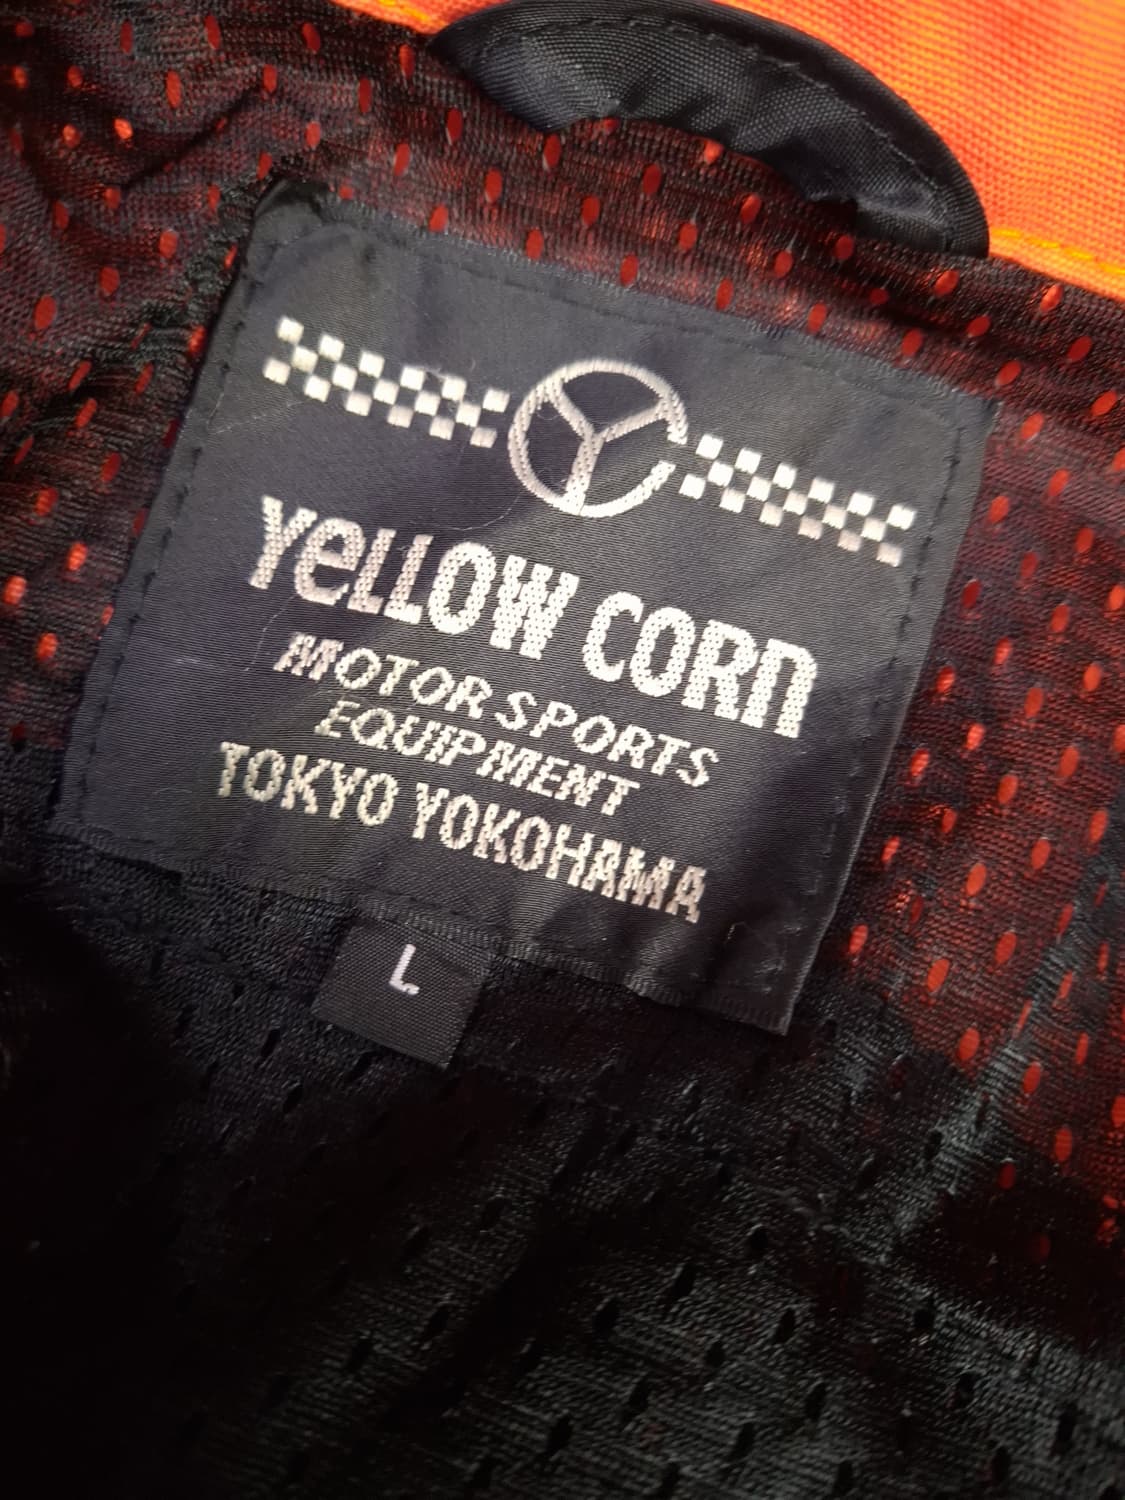 YeLLOW CORn
MOTOR SPORTS
EQUIPMENT
TOKYO YOKOHAMA
L